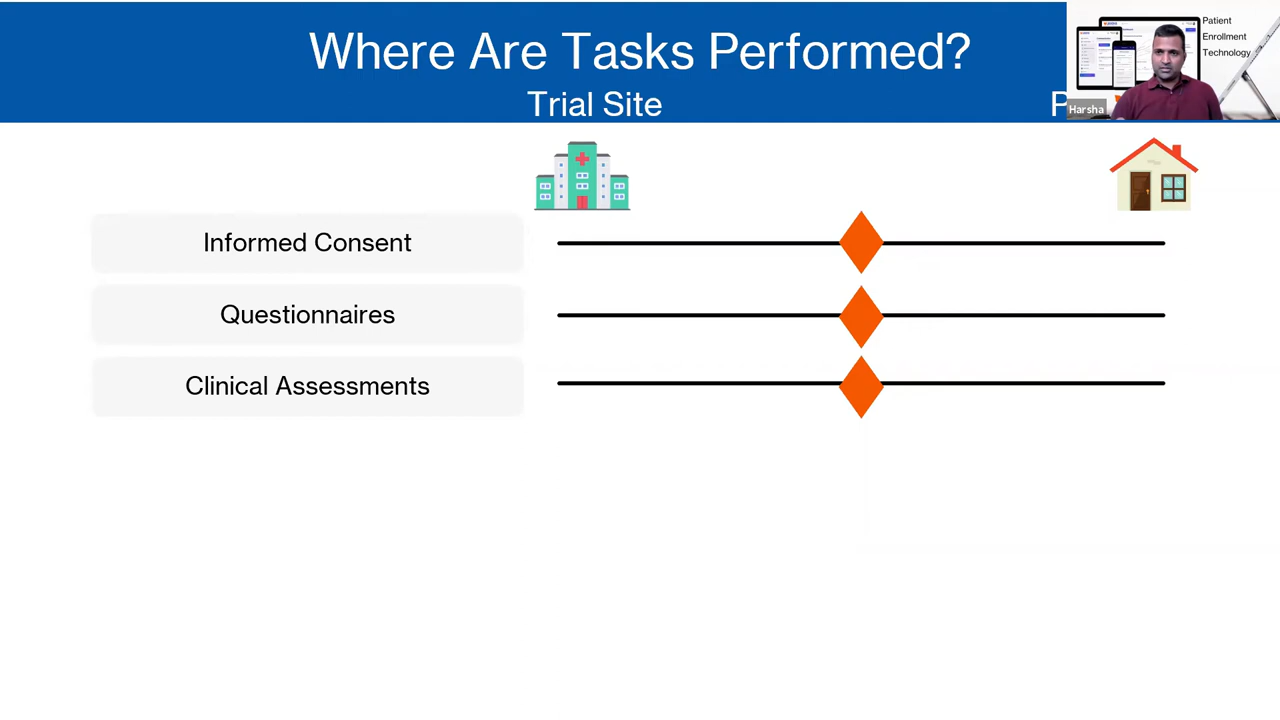 Where Are Tasks Performed?
Trial Site
Patient
Enrollment
Technology
Harsha
Informed Consent
Questionnaires
Clinical Assessments